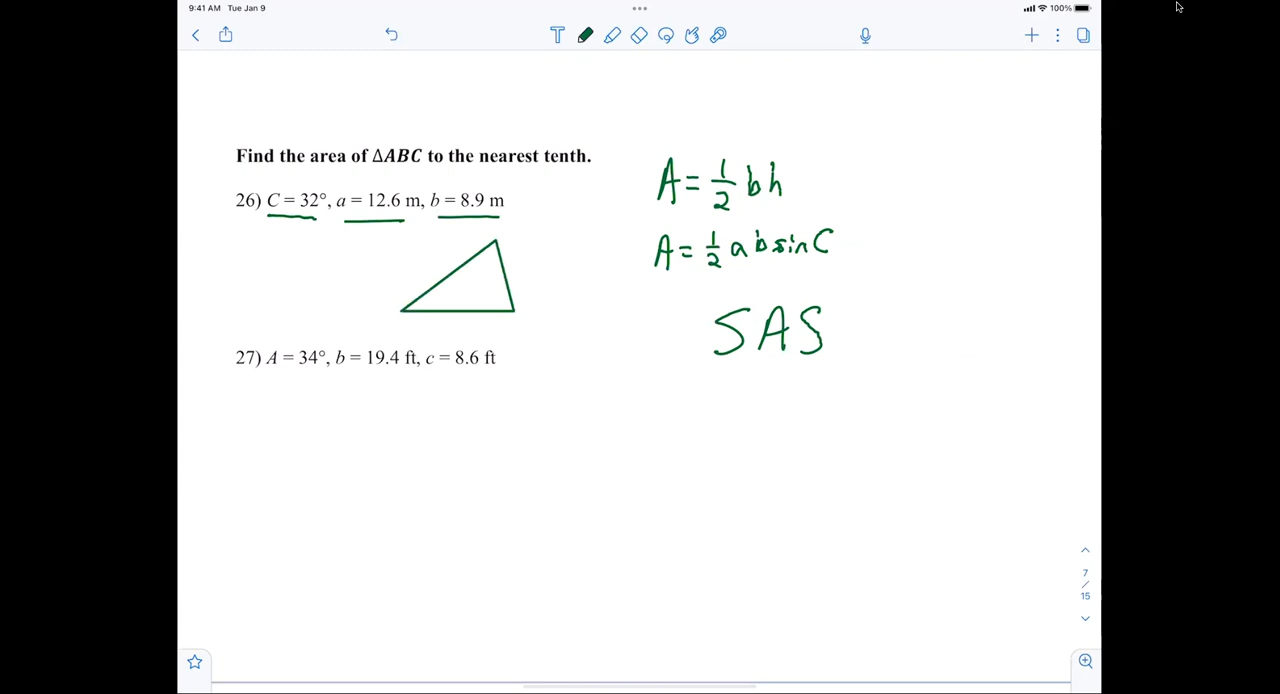 9:41 AM Tue Jan 9
100%
Find the area of ΔABC to the nearest tenth.
26) C = 32°, a = 12.6 m, b = 8.9 m
27) A = 34°, b = 19.4 ft, c = 8.6 ft
A = 1/2 bh
A = 1/2 ab sin C
SAS
7
/
15